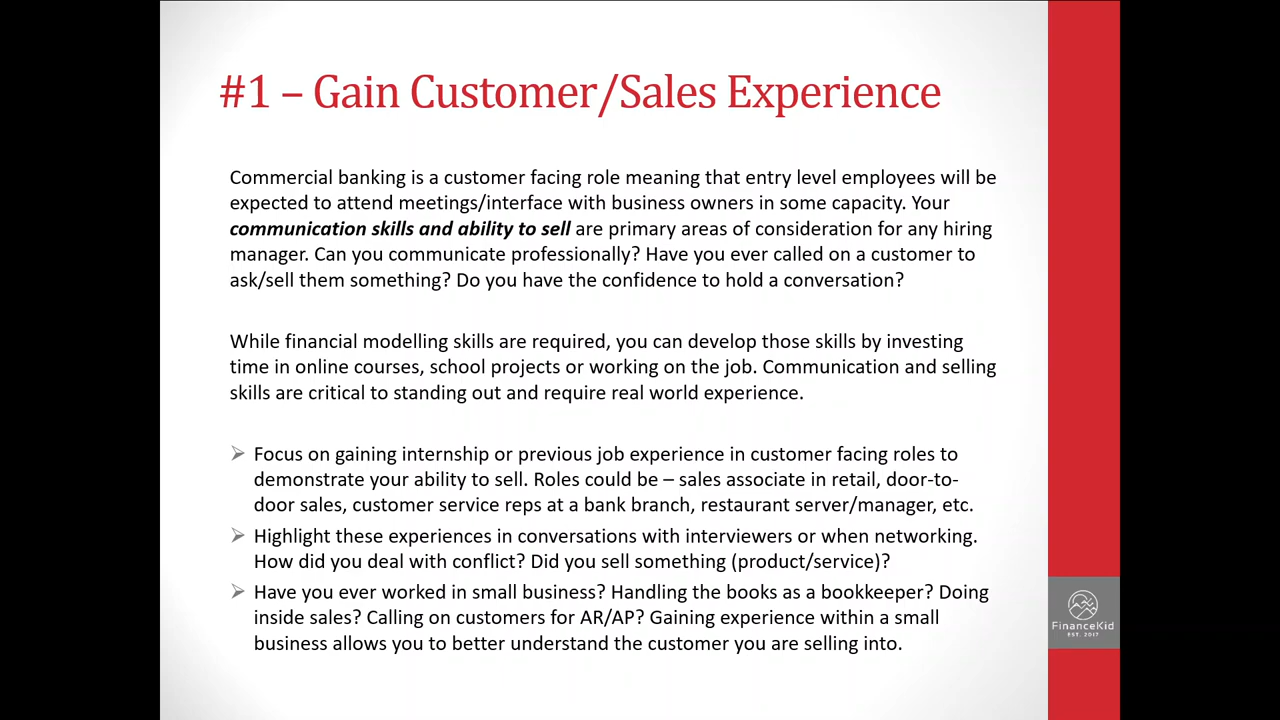 #1 – Gain Customer/Sales Experience
Commercial banking is a customer facing role meaning that entry level employees will be
expected to attend meetings/interface with business owners in some capacity. Your
communication skills and ability to sell are primary areas of consideration for any hiring
manager. Can you communicate professionally? Have you ever called on a customer to
ask/sell them something? Do you have the confidence to hold a conversation?
While financial modelling skills are required, you can develop those skills by investing
time in online courses, school projects or working on the job. Communication and selling
skills are critical to standing out and require real world experience.
➢ Focus on gaining internship or previous job experience in customer facing roles to
demonstrate your ability to sell. Roles could be – sales associate in retail, door-to-
door sales, customer service reps at a bank branch, restaurant server/manager, etc.
➢ Highlight these experiences in conversations with interviewers or when networking.
How did you deal with conflict? Did you sell something (product/service)?
➢ Have you ever worked in small business? Handling the books as a bookkeeper? Doing
inside sales? Calling on customers for AR/AP? Gaining experience within a small
business allows you to better understand the customer you are selling into.
FinanceKid
EST. 2017